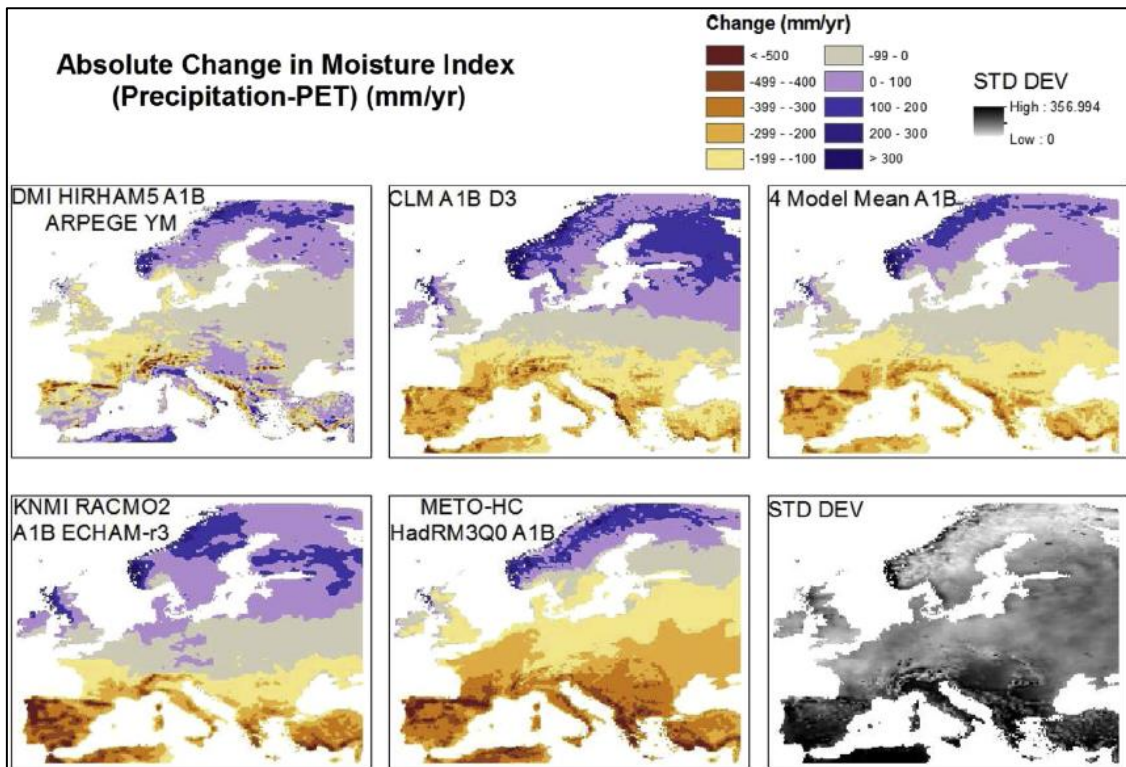 Absolute Change in Moisture Index
(Precipitation-PET) (mm/yr)
Change (mm/yr)
< -500
-499 - -400
-399 - -300
-299 - -200
-199 - -100
-99 - 0
0 - 100
100 - 200
200 - 300
> 300
STD DEV
High : 356.994
Low : 0
DMI HIRHAM5 A1B
ARPEGE YM
CLM A1B D3
4 Model Mean A1B
KNMI RACMO2
A1B ECHAM-r3
METO-HC
HadRM3Q0 A1B
STD DEV